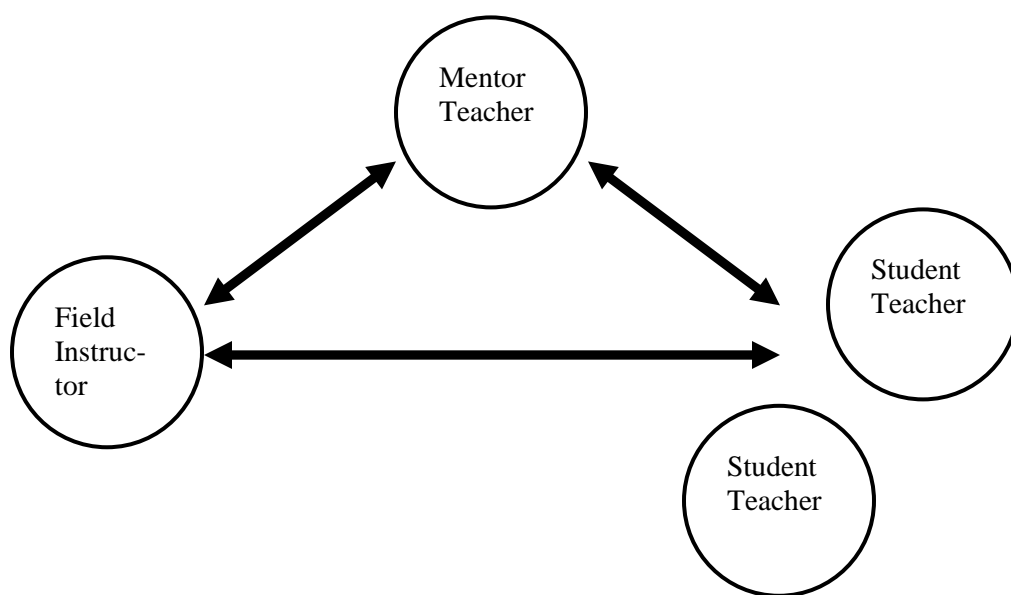 Mentor
Teacher
Student
Teacher
Field
Instruc-
tor
Student
Teacher